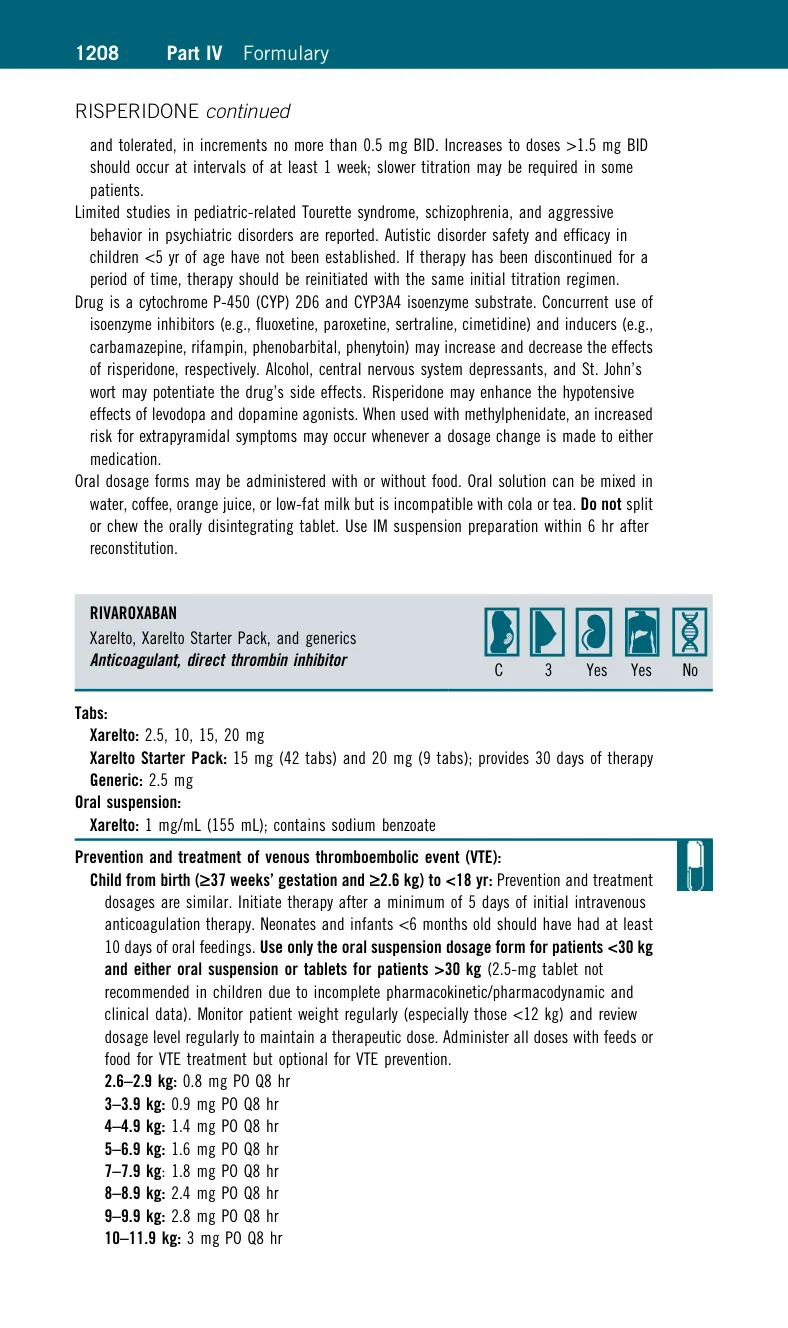 1208 Part IV Formulary
RISPERIDONE continued
and tolerated, in increments no more than 0.5 mg BID. Increases to doses >1.5 mg BID
should occur at intervals of at least 1 week; slower titration may be required in some
patients.
Limited studies in pediatric-related Tourette syndrome, schizophrenia, and aggressive
behavior in psychiatric disorders are reported. Autistic disorder safety and efficacy in
children <5 yr of age have not been established. If therapy has been discontinued for a
period of time, therapy should be reinitiated with the same initial titration regimen.
Drug is a cytochrome P-450 (CYP) 2D6 and CYP3A4 isoenzyme substrate. Concurrent use of
isoenzyme inhibitors (e.g., fluoxetine, paroxetine, sertraline, cimetidine) and inducers (e.g.,
carbamazepine, rifampin, phenobarbital, phenytoin) may increase and decrease the effects
of risperidone, respectively. Alcohol, central nervous system depressants, and St. John's
wort may potentiate the drug's side effects. Risperidone may enhance the hypotensive
effects of levodopa and dopamine agonists. When used with methylphenidate, an increased
risk for extrapyramidal symptoms may occur whenever a dosage change is made to either
medication.
Oral dosage forms may be administered with or without food. Oral solution can be mixed in
water, coffee, orange juice, or low-fat milk but is incompatible with cola or tea. Do not split
or chew the orally disintegrating tablet. Use IM suspension preparation within 6 hr after
reconstitution.
RIVAROXABAN
Xarelto, Xarelto Starter Pack, and generics
Anticoagulant, direct thrombin inhibitor
C 3 Yes Yes No
Tabs:
Xarelto: 2.5, 10, 15, 20 mg
Xarelto Starter Pack: 15 mg (42 tabs) and 20 mg (9 tabs); provides 30 days of therapy
Generic: 2.5 mg
Oral suspension:
Xarelto: 1 mg/mL (155 mL); contains sodium benzoate
Prevention and treatment of venous thromboembolic event (VTE):
Child from birth (≥37 weeks' gestation and ≥2.6 kg) to <18 yr: Prevention and treatment
dosages are similar. Initiate therapy after a minimum of 5 days of initial intravenous
anticoagulation therapy. Neonates and infants <6 months old should have had at least
10 days of oral feedings. Use only the oral suspension dosage form for patients <30 kg
and either oral suspension or tablets for patients >30 kg (2.5-mg tablet not
recommended in children due to incomplete pharmacokinetic/pharmacodynamic and
clinical data). Monitor patient weight regularly (especially those <12 kg) and review
dosage level regularly to maintain a therapeutic dose. Administer all doses with feeds or
food for VTE treatment but optional for VTE prevention.
2.6–2.9 kg: 0.8 mg PO Q8 hr
3–3.9 kg: 0.9 mg PO Q8 hr
4–4.9 kg: 1.4 mg PO Q8 hr
5–6.9 kg: 1.6 mg PO Q8 hr
7–7.9 kg: 1.8 mg PO Q8 hr
8–8.9 kg: 2.4 mg PO Q8 hr
9–9.9 kg: 2.8 mg PO Q8 hr
10–11.9 kg: 3 mg PO Q8 hr